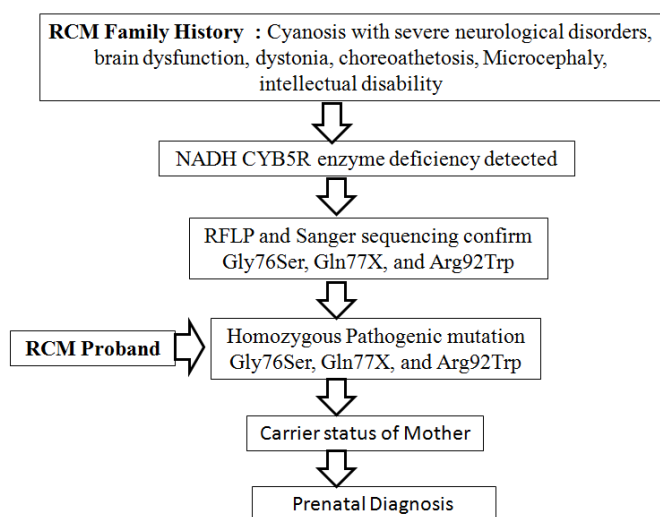 RCM Family History : Cyanosis with severe neurological disorders,
brain dysfunction, dystonia, choreoathetosis, Microcephaly,
intellectual disability
NADH CYB5R enzyme deficiency detected
RFLP and Sanger sequencing confirm
Gly76Ser, Gln77X, and Arg92Trp
RCM Proband
Homozygous Pathogenic mutation
Gly76Ser, Gln77X, and Arg92Trp
Carrier status of Mother
Prenatal Diagnosis